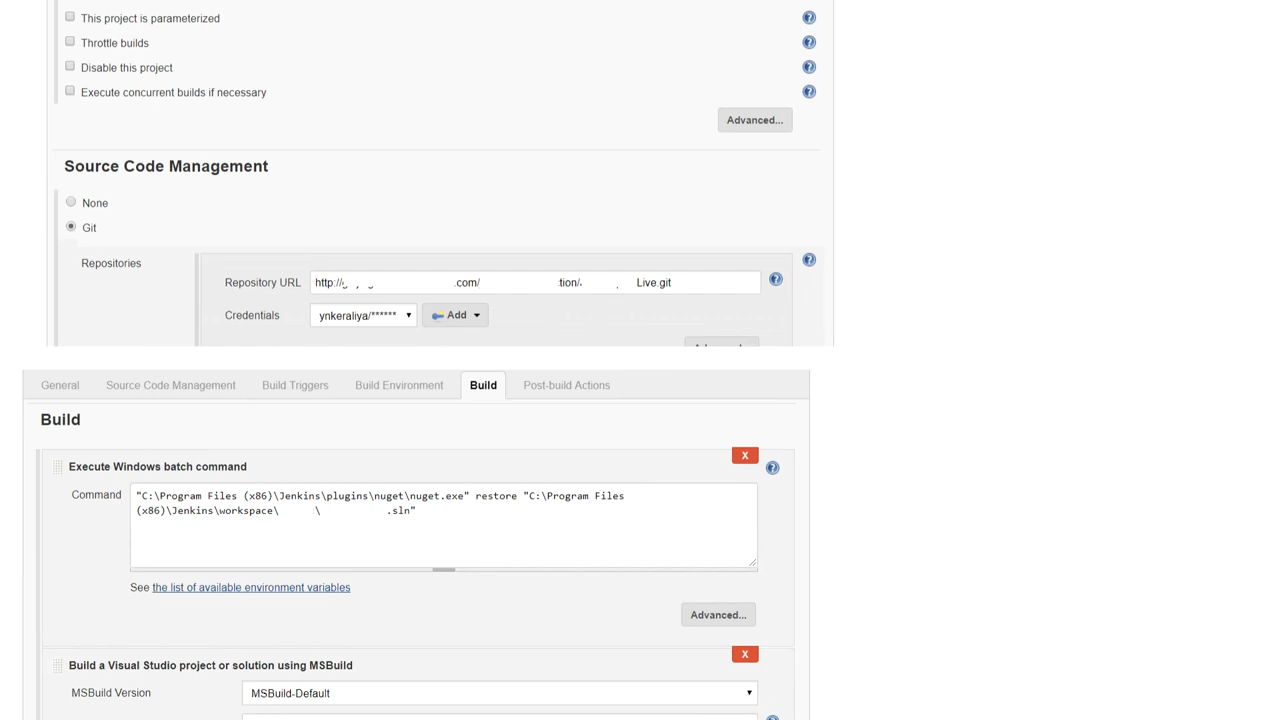 This project is parameterized
Throttle builds
Disable this project
Execute concurrent builds if necessary
Advanced...
Source Code Management
None
Git
Repositories
Repository URL http:// .com/ tion/ Live.git
Credentials ynkeraliya/****** Add
General Source Code Management Build Triggers Build Environment Build Post-build Actions
Build
X
Execute Windows batch command
Command "C:\Program Files (x86)\Jenkins\plugins\nuget\nuget.exe" restore "C:\Program Files
(x86)\Jenkins\workspace\ \ .sln"
See the list of available environment variables
Advanced...
X
Build a Visual Studio project or solution using MSBuild
MSBuild Version MSBuild-Default